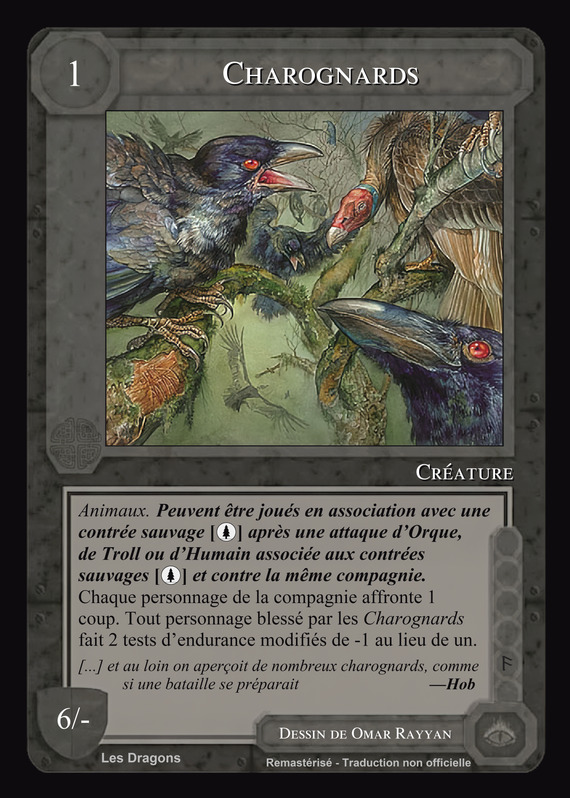 1
CHAROGNARDS
CRÉATURE
Animaux. Peuvent être joués en association avec une
contrée sauvage [] après une attaque d'Orque,
de Troll ou d'Humain associée aux contrées
sauvages [] et contre la même compagnie.
Chaque personnage de la compagnie affronte 1
coup. Tout personnage blessé par les Charognards
fait 2 tests d'endurance modifiés de -1 au lieu de un.
[...] et au loin on aperçoit de nombreux charognards, comme
si une bataille se préparait —Hob
6/-
DESSIN DE OMAR RAYYAN
Les Dragons
Remastérisé - Traduction non officielle